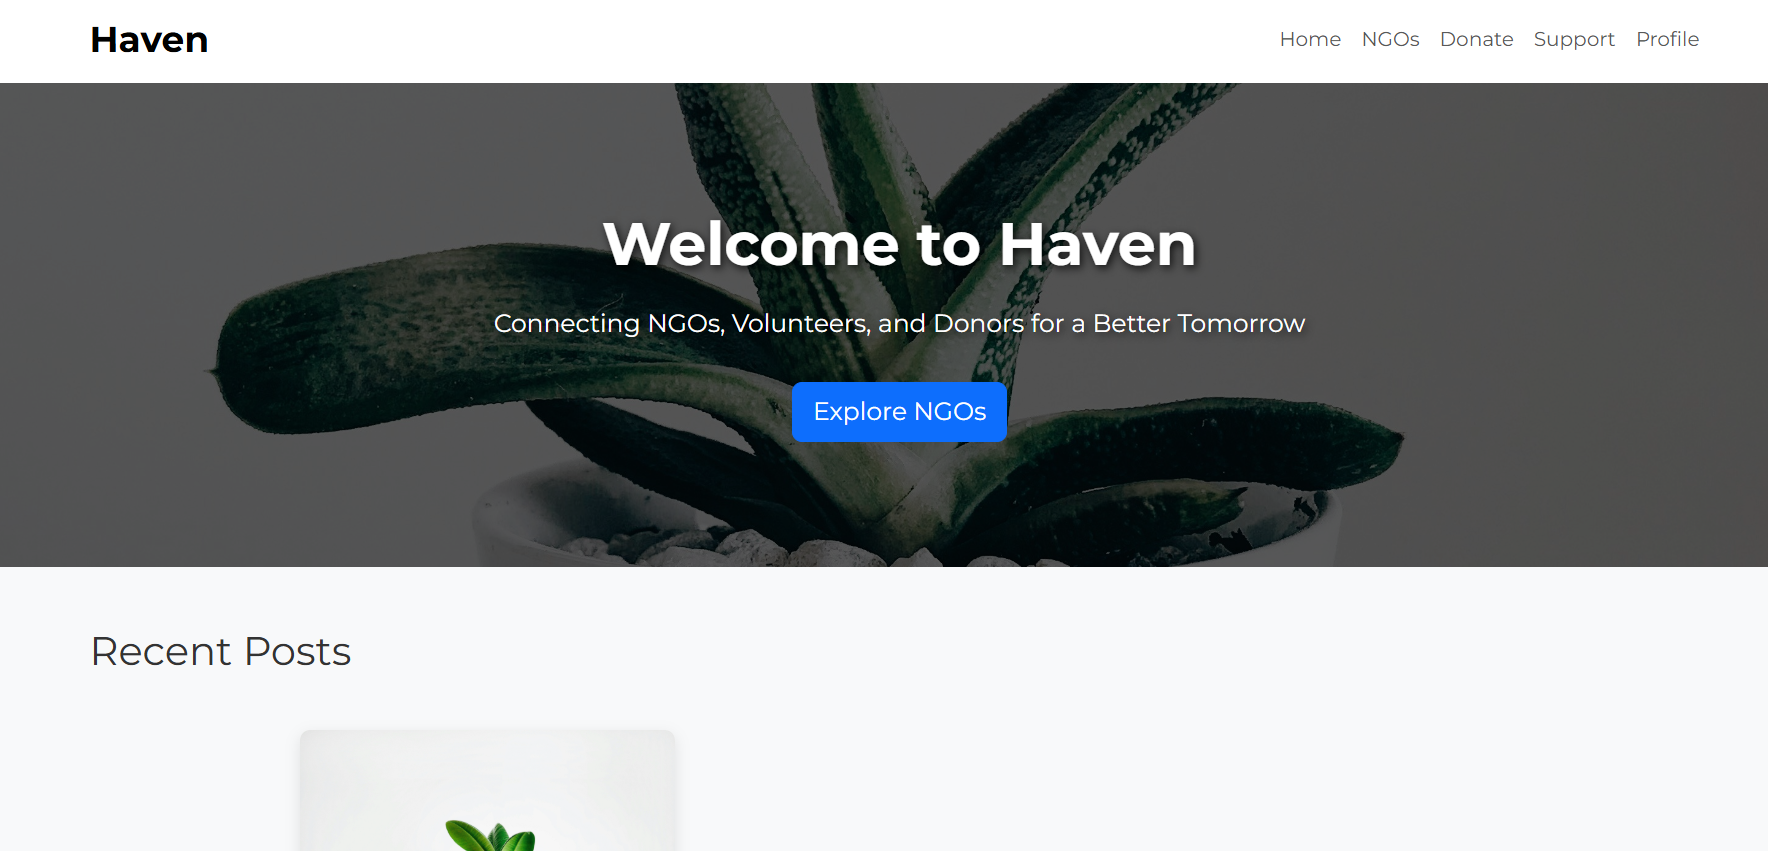 Haven
Home NGOs Donate Support Profile
Welcome to Haven
Connecting NGOs, Volunteers, and Donors for a Better Tomorrow
Explore NGOs
Recent Posts